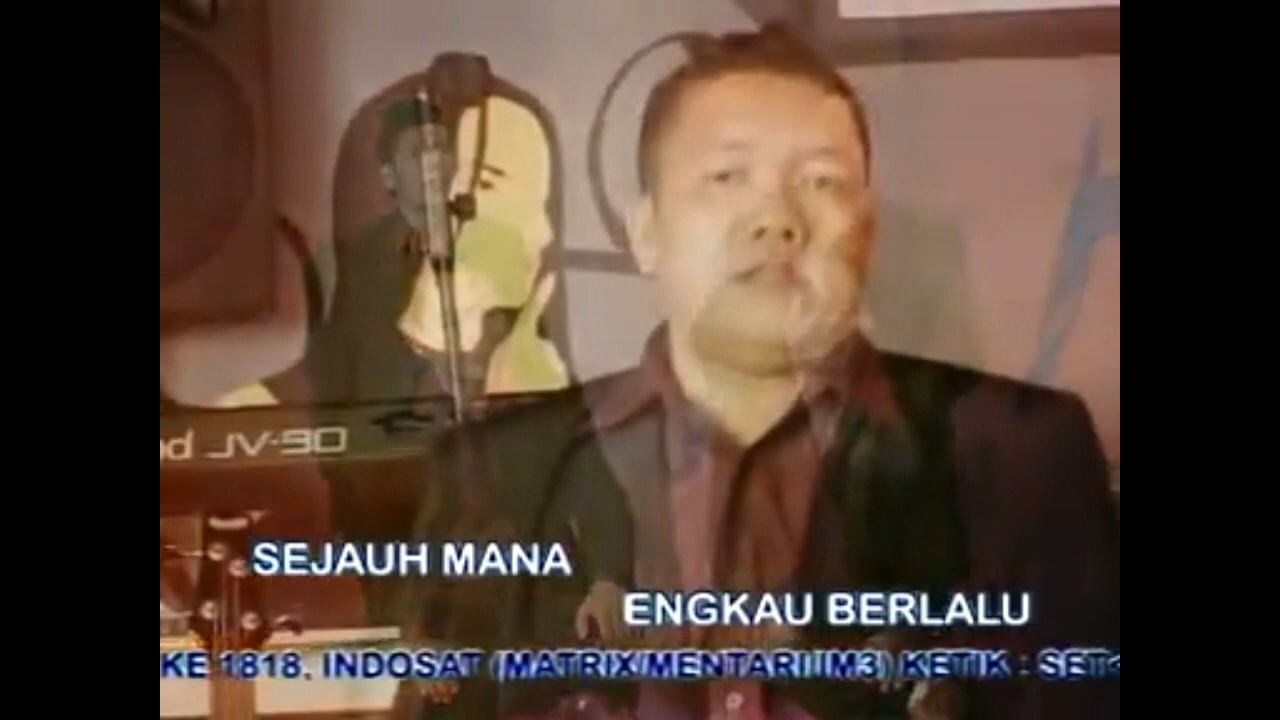 JV-90
SEJAUH MANA
ENGKAU BERLALU
KE 1818. INDOSAT (MATRIX/MENTARI/IM3) KETIK : SET<